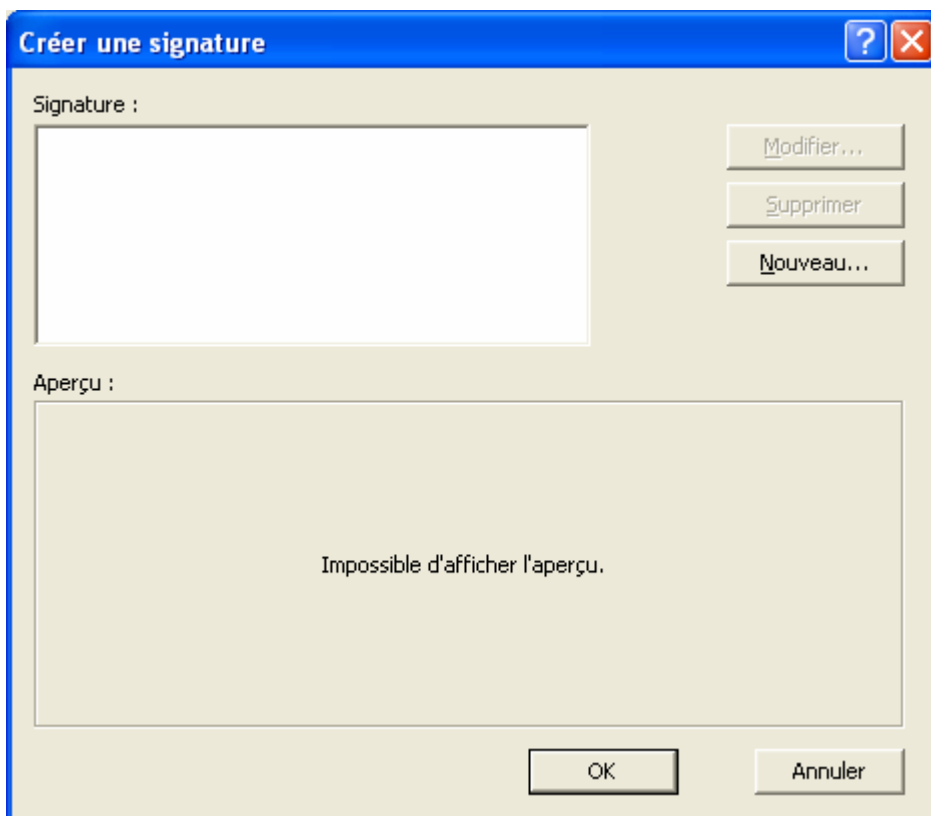 Créer une signature
Signature :
Modifier...
Supprimer
Nouveau...
Aperçu :
Impossible d'afficher l'aperçu.
OK
Annuler